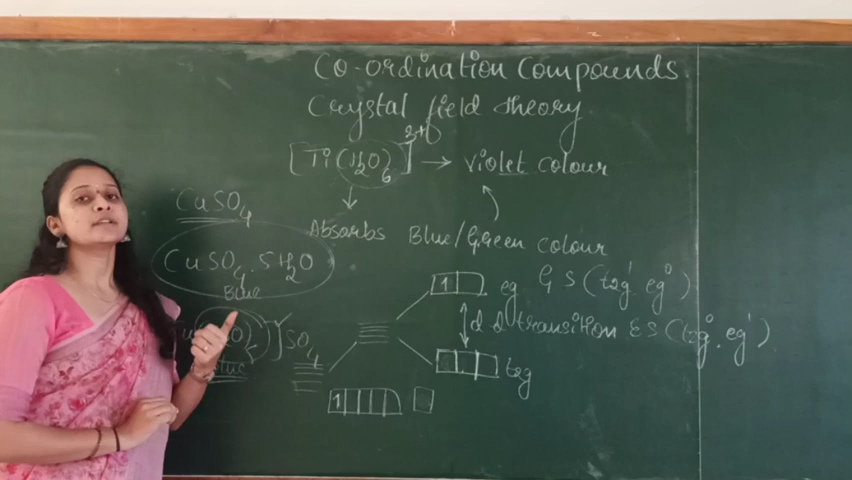 Co-ordination Compounds
Crystal field theory
[Ti(H2O)6]3+ → violet colour
Absorbs Blue/Green colour
CuSO4
CuSO4.5H2O
Blue
SO4
1 eg GS (t2g1 eg0)
d d transition ES (t2g0. eg1)
t2g
1